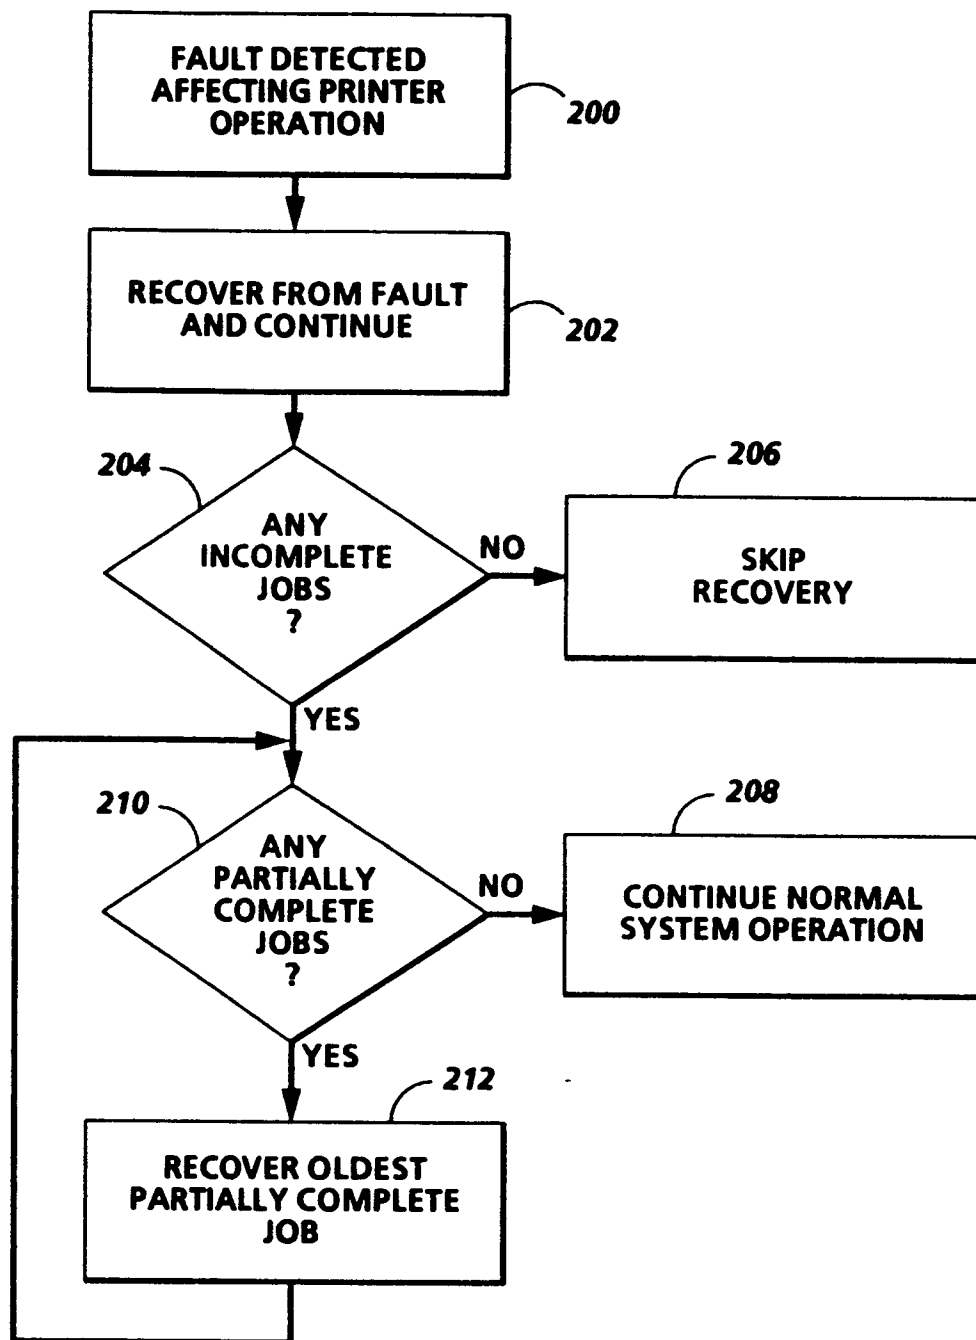 FAULT DETECTED
AFFECTING PRINTER
OPERATION
200
RECOVER FROM FAULT
AND CONTINUE
202
204
ANY
INCOMPLETE
JOBS
?
NO
206
SKIP
RECOVERY
YES
210
ANY
PARTIALLY
COMPLETE
JOBS
?
NO
208
CONTINUE NORMAL
SYSTEM OPERATION
YES
212
RECOVER OLDEST
PARTIALLY COMPLETE
JOB